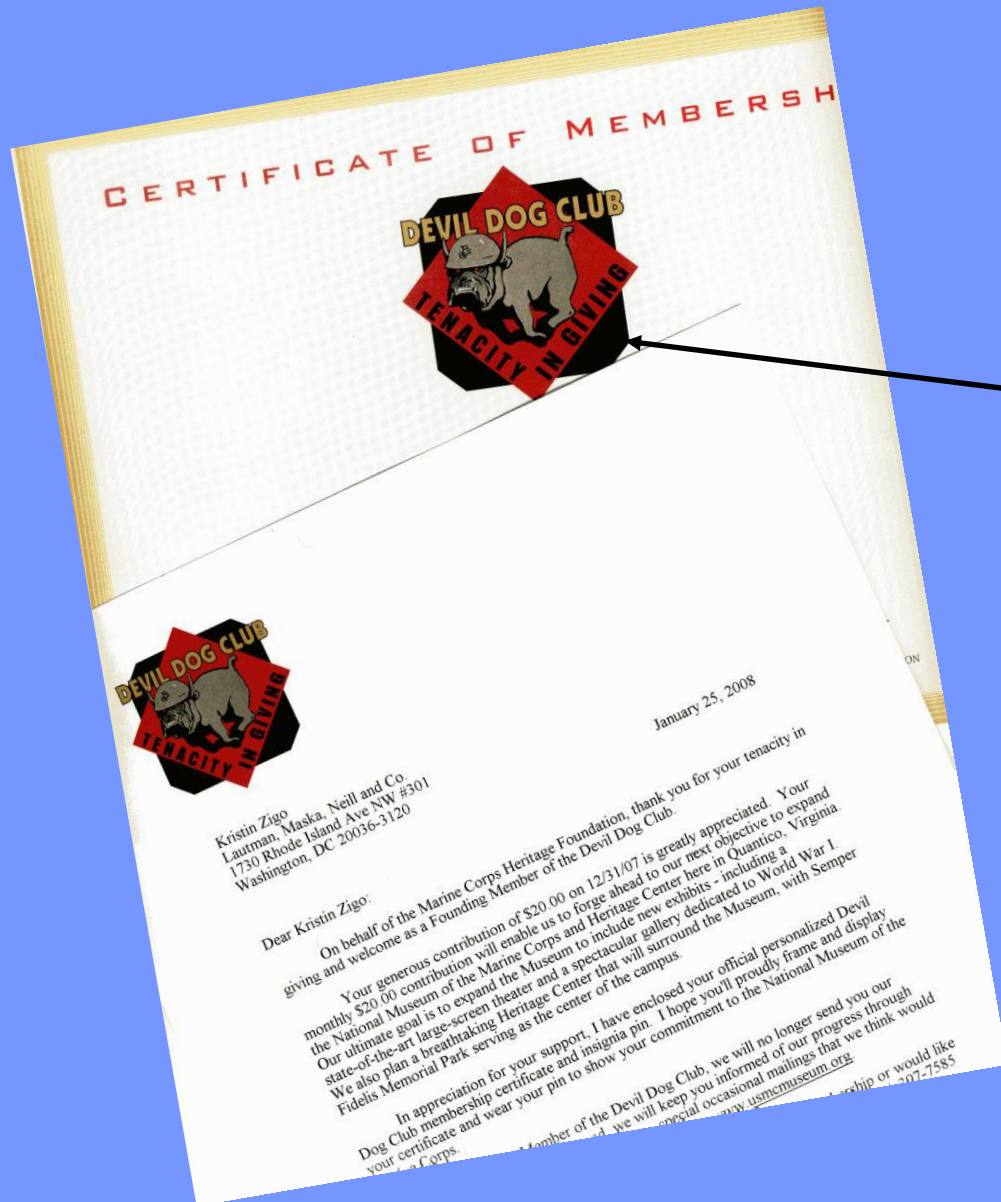 CERTIFICATE OF MEMBERSH
DEVIL DOG CLUB
TENACITY IN GIVING
ON
DEVIL DOG CLUB
TENACITY IN GIVING
January 25, 2008
Kristin Zigo
Lautman, Maska, Neill and Co.
1730 Rhode Island Ave NW #301
Washington, DC 20036-3120
Dear Kristin Zigo:
On behalf of the Marine Corps Heritage Foundation, thank you for your tenacity in
giving and welcome as a Founding Member of the Devil Dog Club.
Your generous contribution of $20.00 on 12/31/07 is greatly appreciated. Your
monthly $20.00 contribution will enable us to forge ahead to our next objective to expand
the National Museum of the Marine Corps and Heritage Center here in Quantico, Virginia.
Our ultimate goal is to expand the Museum to include new exhibits - including a
state-of-the-art large-screen theater and a spectacular gallery dedicated to World War I.
We also plan a breathtaking Heritage Center that will surround the Museum, with Semper
Fidelis Memorial Park serving as the center of the campus.
In appreciation for your support, I have enclosed your official personalized Devil
Dog Club membership certificate and insignia pin. I hope you'll proudly frame and display
your certificate and wear your pin to show your commitment to the National Museum of the
Corps.
Member of the Devil Dog Club, we will no longer send you our
we will keep you informed of our progress through
special occasional mailings that we think would
www.usmcmuseum.org.
ship or would like
207-7585